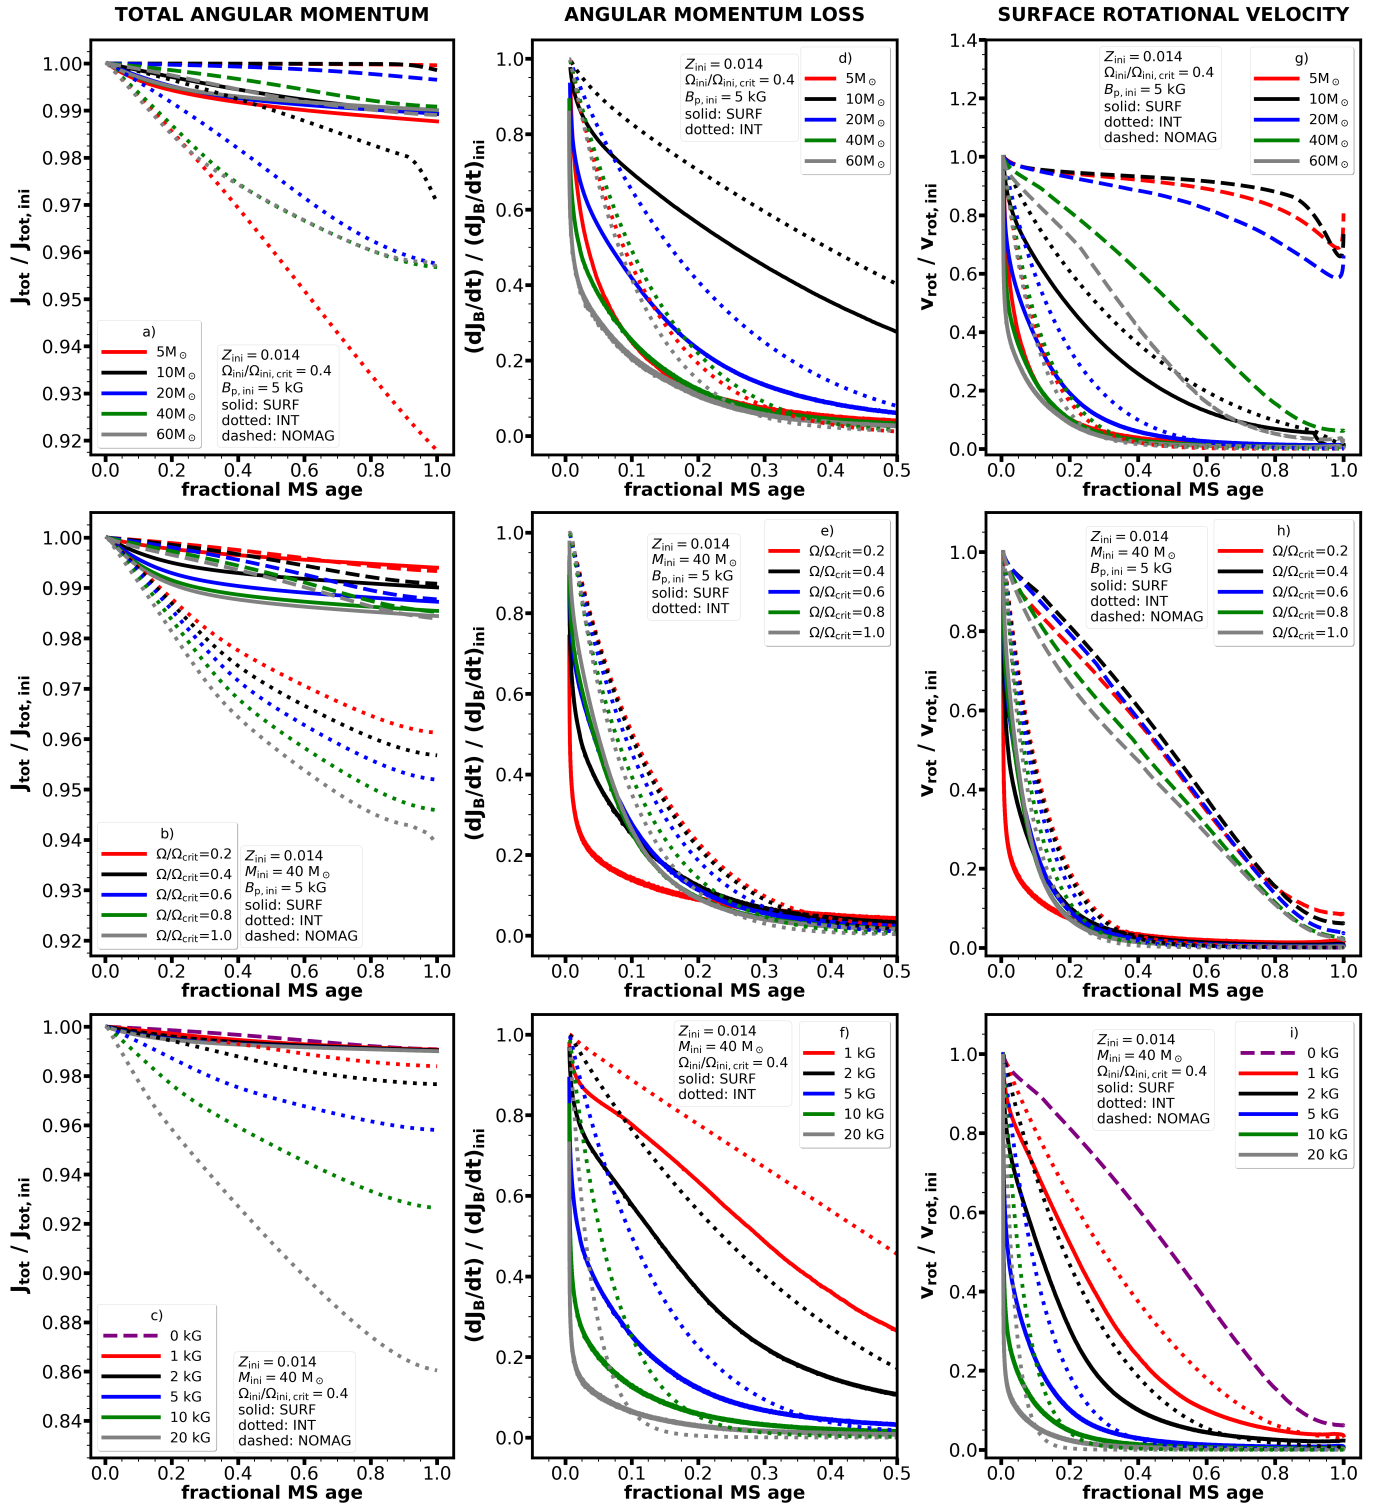 TOTAL ANGULAR MOMENTUM
ANGULAR MOMENTUM LOSS
SURFACE ROTATIONAL VELOCITY
J_tot / J_tot,ini
1.00
0.99
0.98
0.97
0.96
0.95
0.94
0.93
0.92
a)
5M⊙
10M⊙
20M⊙
40M⊙
60M⊙
Z_ini = 0.014
Ω_ini/Ω_ini,crit = 0.4
B_p,ini = 5 kG
solid: SURF
dotted: INT
dashed: NOMAG
0.0 0.2 0.4 0.6 0.8 1.0
fractional MS age
(dJ_B/dt) / (dJ_B/dt)_ini
1.0
0.8
0.6
0.4
0.2
0.0
Z_ini = 0.014
Ω_ini/Ω_ini,crit = 0.4
B_p,ini = 5 kG
solid: SURF
dotted: INT
d)
5M⊙
10M⊙
20M⊙
40M⊙
60M⊙
0.0 0.1 0.2 0.3 0.4 0.5
fractional MS age
v_rot / v_rot,ini
1.4
1.2
1.0
0.8
0.6
0.4
0.2
0.0
Z_ini = 0.014
Ω_ini/Ω_ini,crit = 0.4
B_p,ini = 5 kG
solid: SURF
dotted: INT
dashed: NOMAG
g)
5M⊙
10M⊙
20M⊙
40M⊙
60M⊙
0.0 0.2 0.4 0.6 0.8 1.0
fractional MS age
J_tot / J_tot,ini
1.00
0.99
0.98
0.97
0.96
0.95
0.94
0.93
0.92
b)
Ω/Ω_crit=0.2
Ω/Ω_crit=0.4
Ω/Ω_crit=0.6
Ω/Ω_crit=0.8
Ω/Ω_crit=1.0
Z_ini = 0.014
M_ini = 40 M⊙
B_p,ini = 5 kG
solid: SURF
dotted: INT
dashed: NOMAG
0.0 0.2 0.4 0.6 0.8 1.0
fractional MS age
(dJ_B/dt) / (dJ_B/dt)_ini
1.0
0.8
0.6
0.4
0.2
0.0
Z_ini = 0.014
M_ini = 40 M⊙
B_p,ini = 5 kG
solid: SURF
dotted: INT
e)
Ω/Ω_crit=0.2
Ω/Ω_crit=0.4
Ω/Ω_crit=0.6
Ω/Ω_crit=0.8
Ω/Ω_crit=1.0
0.0 0.1 0.2 0.3 0.4 0.5
fractional MS age
v_rot / v_rot,ini
1.0
0.8
0.6
0.4
0.2
0.0
Z_ini = 0.014
M_ini = 40 M⊙
B_p,ini = 5 kG
solid: SURF
dotted: INT
dashed: NOMAG
h)
Ω/Ω_crit=0.2
Ω/Ω_crit=0.4
Ω/Ω_crit=0.6
Ω/Ω_crit=0.8
Ω/Ω_crit=1.0
0.0 0.2 0.4 0.6 0.8 1.0
fractional MS age
J_tot / J_tot,ini
1.00
0.98
0.96
0.94
0.92
0.90
0.88
0.86
0.84
c)
0 kG
1 kG
2 kG
5 kG
10 kG
20 kG
Z_ini = 0.014
M_ini = 40 M⊙
Ω_ini/Ω_ini,crit = 0.4
solid: SURF
dotted: INT
dashed: NOMAG
0.0 0.2 0.4 0.6 0.8 1.0
fractional MS age
(dJ_B/dt) / (dJ_B/dt)_ini
1.0
0.8
0.6
0.4
0.2
0.0
Z_ini = 0.014
M_ini = 40 M⊙
Ω_ini/Ω_ini,crit = 0.4
solid: SURF
dotted: INT
f)
1 kG
2 kG
5 kG
10 kG
20 kG
0.0 0.1 0.2 0.3 0.4 0.5
fractional MS age
v_rot / v_rot,ini
1.0
0.8
0.6
0.4
0.2
0.0
Z_ini = 0.014
M_ini = 40 M⊙
Ω_ini/Ω_ini,crit = 0.4
solid: SURF
dotted: INT
dashed: NOMAG
i)
0 kG
1 kG
2 kG
5 kG
10 kG
20 kG
0.0 0.2 0.4 0.6 0.8 1.0
fractional MS age